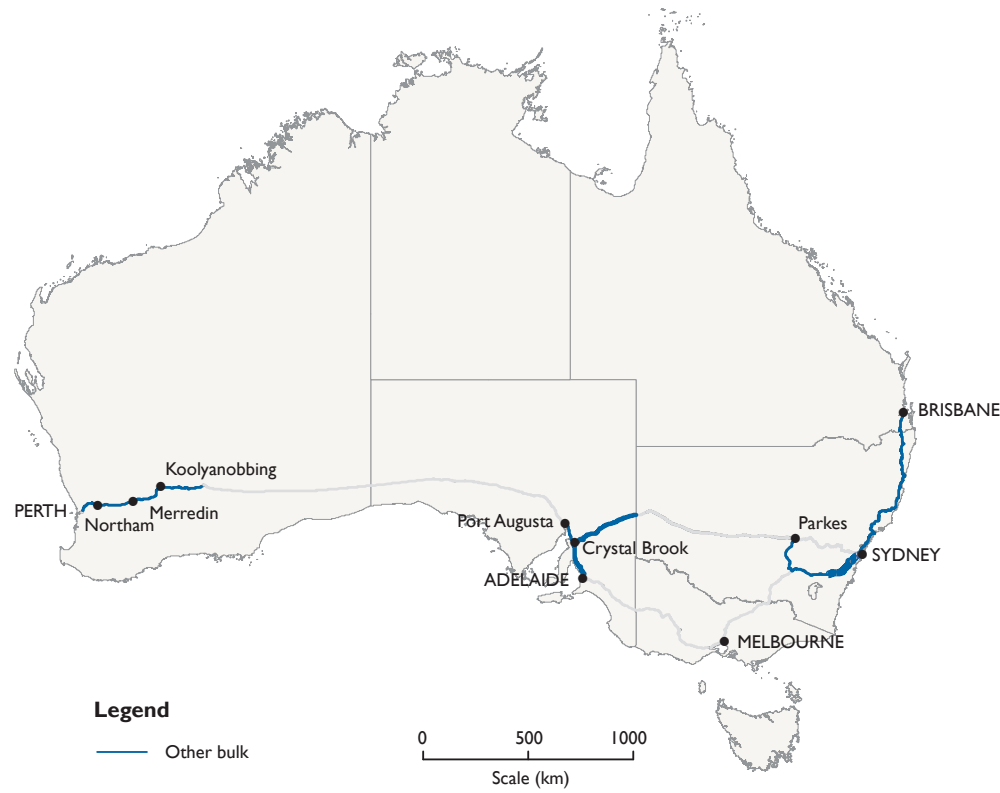 BRISBANE
Koolyanobbing
PERTH
Merredin
Northam
Port Augusta
Parkes
Crystal Brook
SYDNEY
ADELAIDE
MELBOURNE
Legend
Other bulk
0 500 1000
Scale (km)